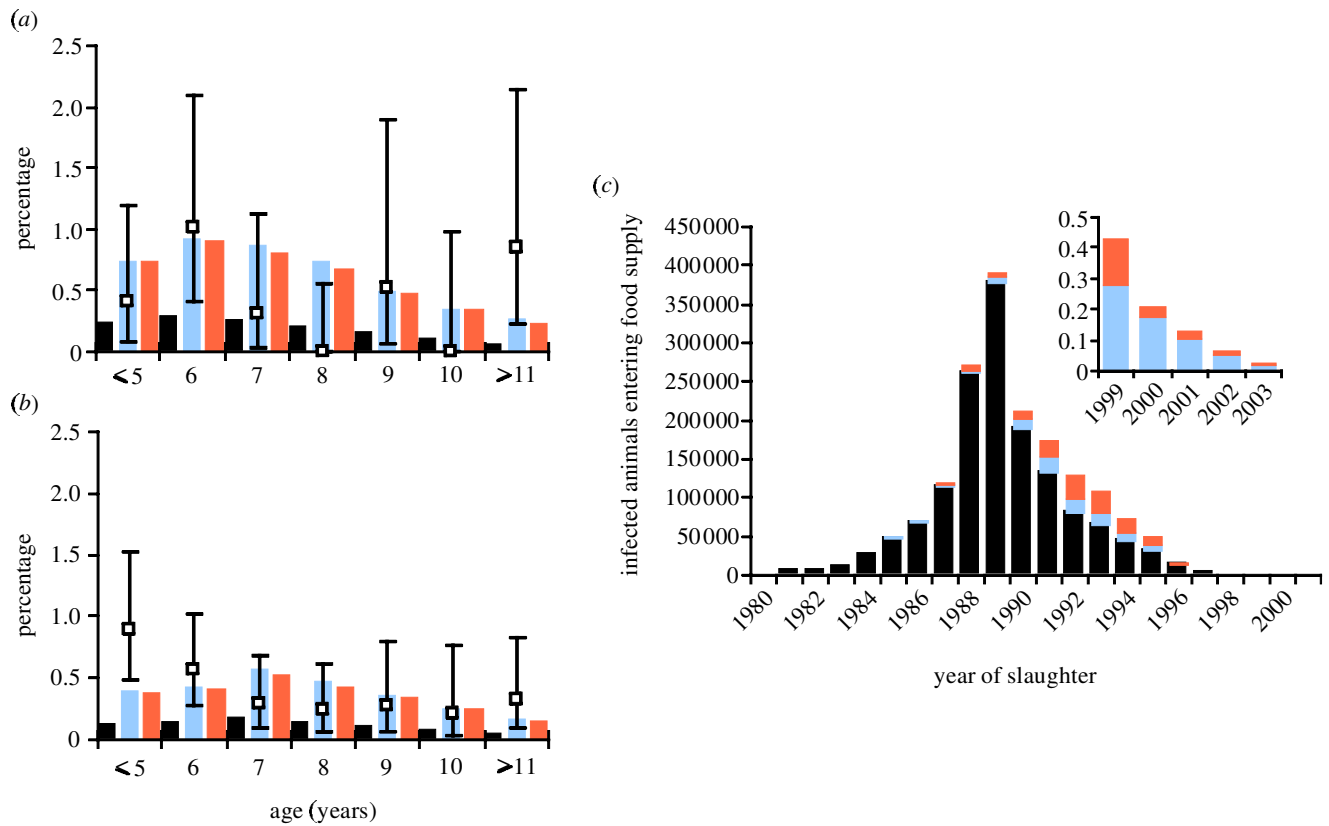 (a)
2.5
2.0
1.5
1.0
0.5
0
percentage
<5 6 7 8 9 10 >11
(b)
2.5
2.0
1.5
1.0
0.5
0
percentage
<5 6 7 8 9 10 >11
age (years)
(c)
450000
400000
350000
300000
250000
200000
150000
100000
50000
0
infected animals entering food supply
1980 1982 1984 1986 1988 1990 1992 1994 1996 1998 2000
year of slaughter
0.5
0.4
0.3
0.2
0.1
0
1999 2000 2001 2002 2003